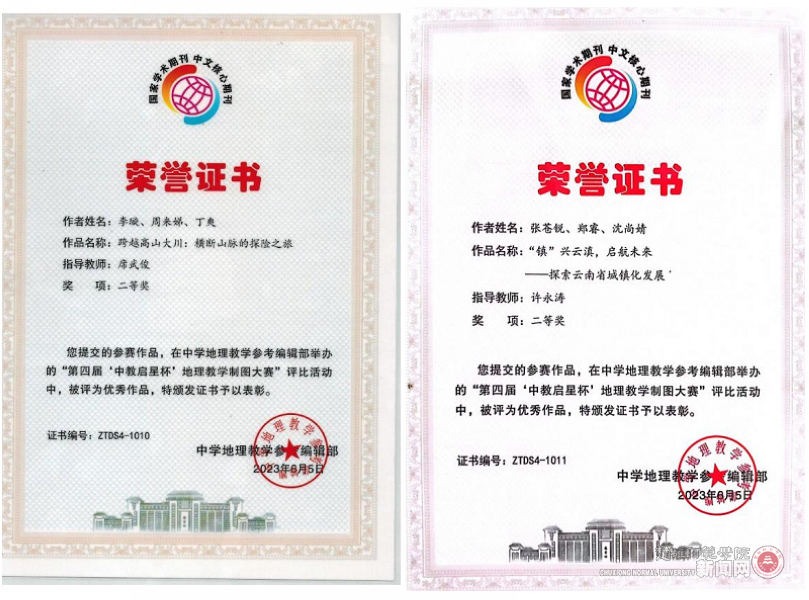 国家学术期刊 中文核心期刊
荣誉证书
作者姓名：李璇、周来娣、丁爽
作品名称：跨越高山大川：横断山脉的探险之旅
指导教师：席武俊
奖 项：二等奖
您提交的参赛作品，在中学地理教学参考编辑部举办
的“第四届‘中教启星杯’地理教学制图大赛”评比活动
中，被评为优秀作品，特颁发证书予以表彰。
证书编号：ZTDS4-1010
中学地理教学参考编辑部
2023年6月5日
国家学术期刊 中文核心期刊
荣誉证书
作者姓名：张苍锐、郑睿、沈尚婧
作品名称：“镇”兴云滇，启航未来
——探索云南省城镇化发展
指导教师：许永涛
奖 项：二等奖
您提交的参赛作品，在中学地理教学参考编辑部举办
的“第四届‘中教启星杯’地理教学制图大赛”评比活动
中，被评为优秀作品，特颁发证书予以表彰。
证书编号：ZTDS4-1011
中学地理教学参考编辑部
2023年6月5日
楚雄师范学院
CHUXIONG NORMAL UNIVERSITY
新闻网